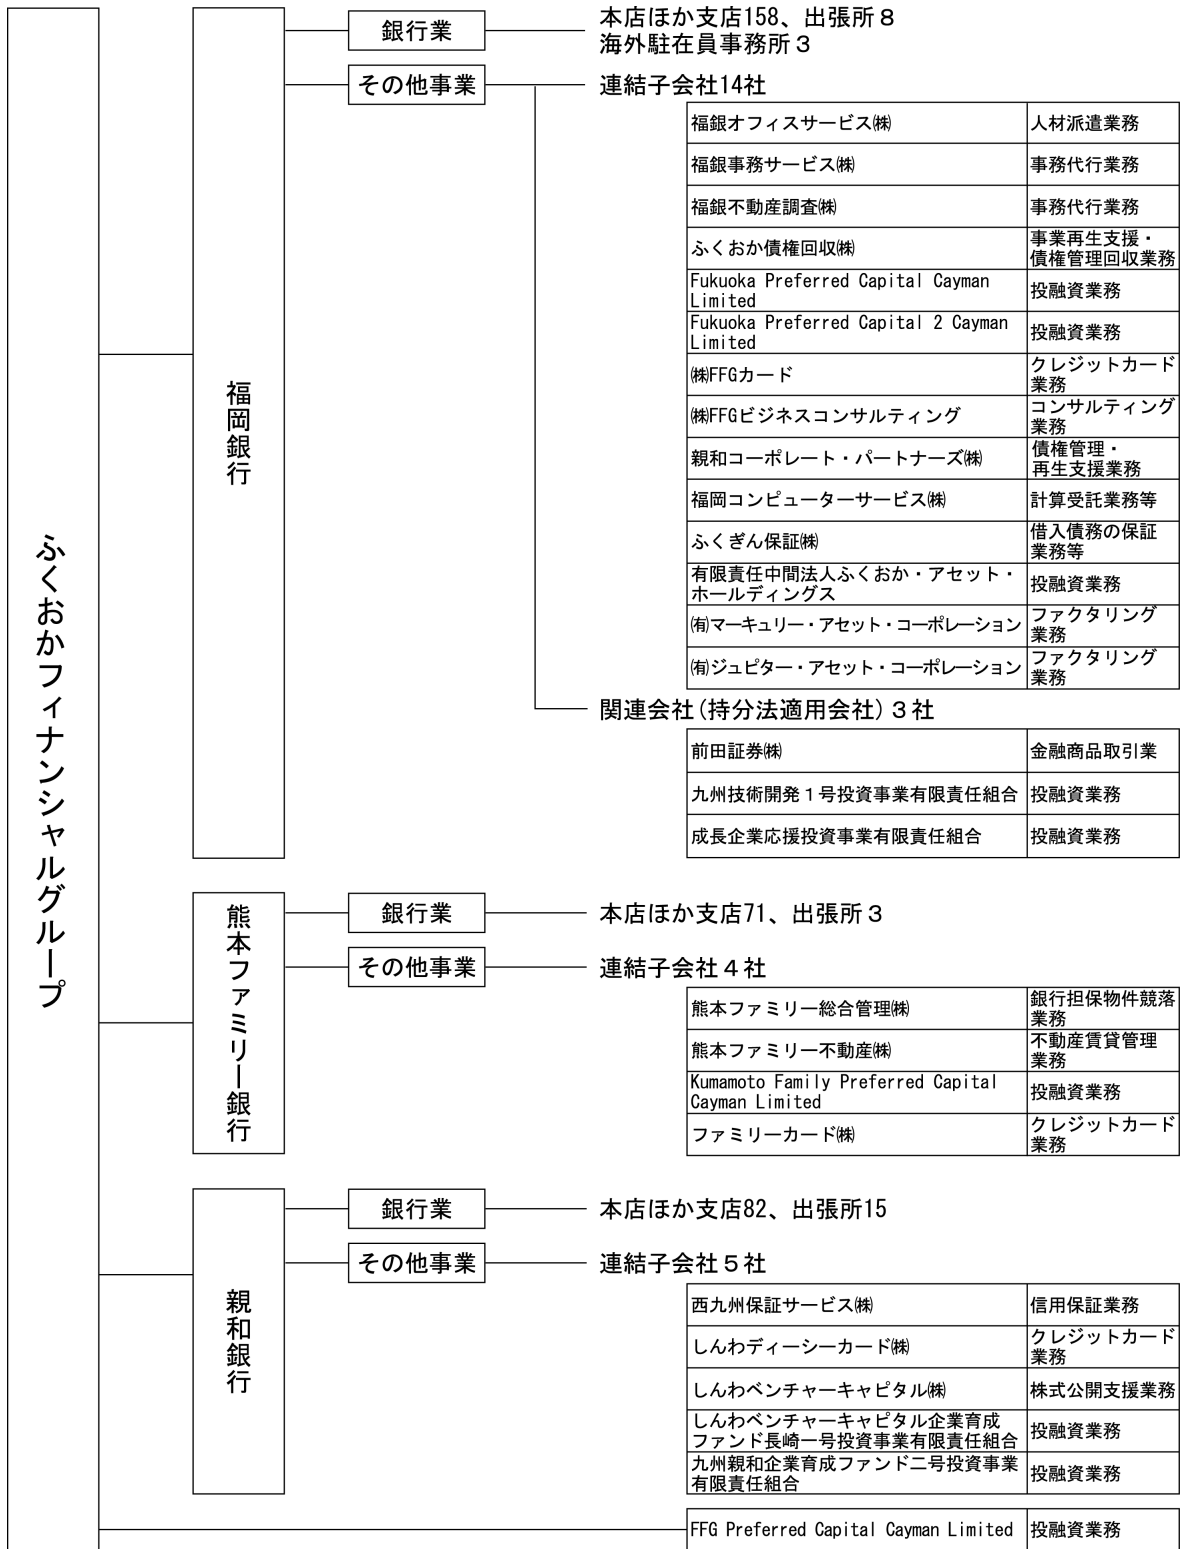 ふくおかフィナンシャルグループ
福岡銀行
銀行業
本店ほか支店158、出張所８
海外駐在員事務所３
その他事業
連結子会社14社
福銀オフィスサービス㈱
人材派遣業務
福銀事務サービス㈱
事務代行業務
福銀不動産調査㈱
事務代行業務
ふくおか債権回収㈱
事業再生支援・
債権管理回収業務
Fukuoka Preferred Capital Cayman
Limited
投融資業務
Fukuoka Preferred Capital 2 Cayman
Limited
投融資業務
㈱FFGカード
クレジットカード
業務
㈱FFGビジネスコンサルティング
コンサルティング
業務
親和コーポレート・パートナーズ㈱
債権管理・
再生支援業務
福岡コンピューターサービス㈱
計算受託業務等
ふくぎん保証㈱
借入債務の保証
業務等
有限責任中間法人ふくおか・アセット・
ホールディングス
投融資業務
㈲マーキュリー・アセット・コーポレーション
ファクタリング
業務
㈲ジュピター・アセット・コーポレーション
ファクタリング
業務
関連会社(持分法適用会社)３社
前田証券㈱
金融商品取引業
九州技術開発１号投資事業有限責任組合
投融資業務
成長企業応援投資事業有限責任組合
投融資業務
熊本ファミリー銀行
銀行業
本店ほか支店71、出張所３
その他事業
連結子会社４社
熊本ファミリー総合管理㈱
銀行担保物件競落
業務
熊本ファミリー不動産㈱
不動産賃貸管理
業務
Kumamoto Family Preferred Capital
Cayman Limited
投融資業務
ファミリーカード㈱
クレジットカード
業務
親和銀行
銀行業
本店ほか支店82、出張所15
その他事業
連結子会社５社
西九州保証サービス㈱
信用保証業務
しんわディーシーカード㈱
クレジットカード
業務
しんわベンチャーキャピタル㈱
株式公開支援業務
しんわベンチャーキャピタル企業育成
ファンド長崎一号投資事業有限責任組合
投融資業務
九州親和企業育成ファンド二号投資事業
有限責任組合
投融資業務
FFG Preferred Capital Cayman Limited
投融資業務